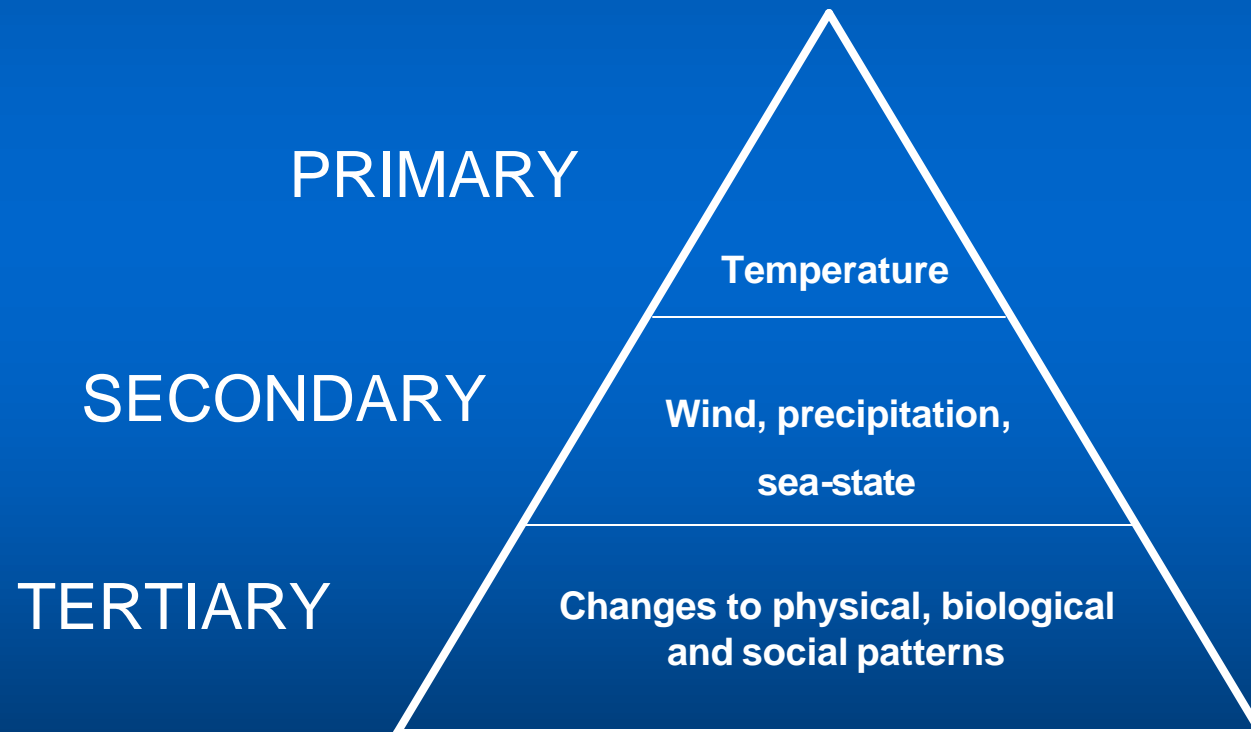 PRIMARY
Temperature
SECONDARY
Wind, precipitation,
sea-state
TERTIARY
Changes to physical, biological
and social patterns